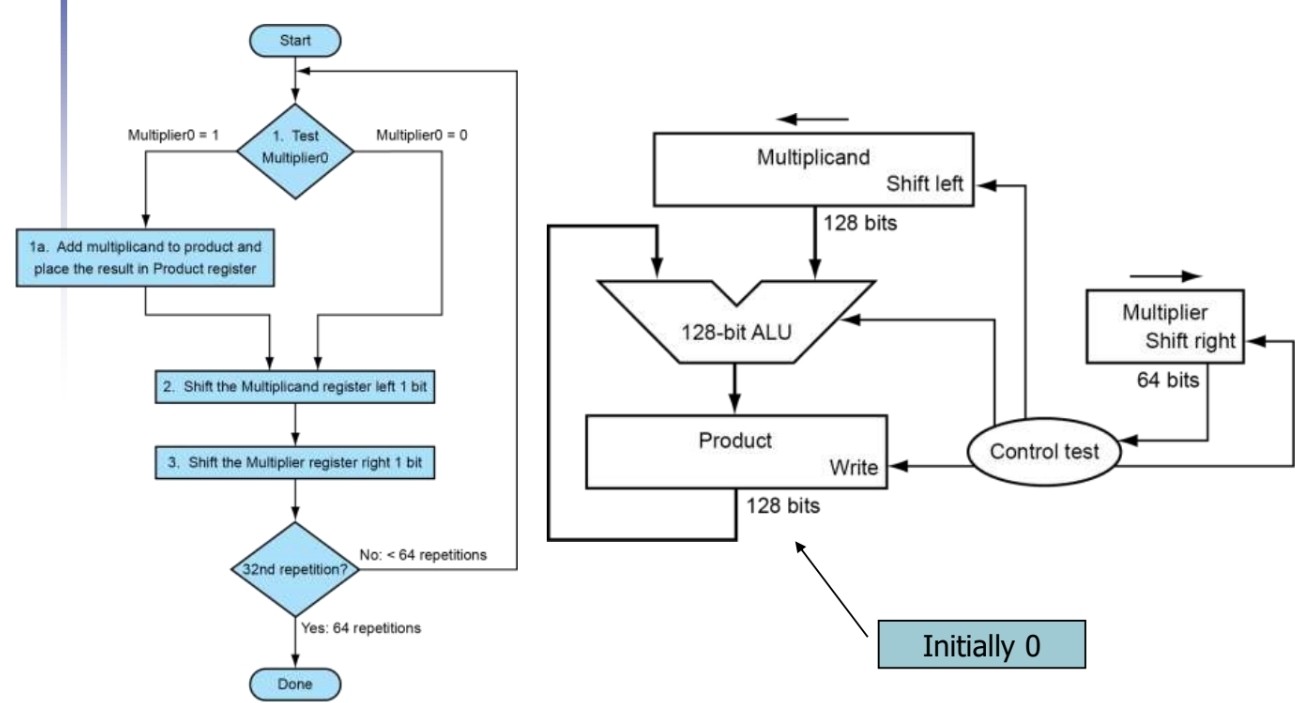 Start
Multiplier0 = 1
1. Test
Multiplier0
Multiplier0 = 0
1a. Add multiplicand to product and
place the result in Product register
2. Shift the Multiplicand register left 1 bit
3. Shift the Multiplier register right 1 bit
32nd repetition?
No: < 64 repetitions
Yes: 64 repetitions
Done
Multiplicand
Shift left
128 bits
128-bit ALU
Multiplier
Shift right
64 bits
Product
Write
128 bits
Control test
Initially 0